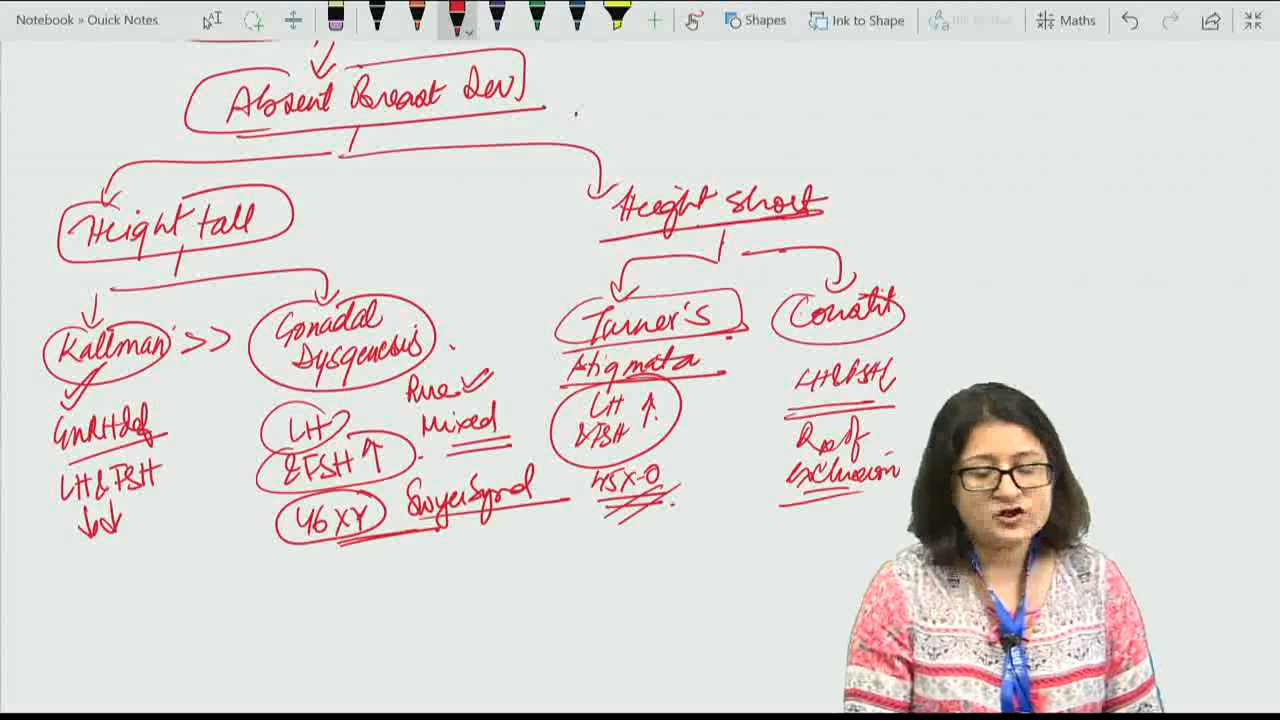 Notebook » Quick Notes
Shapes
Ink to Shape
Maths
Absent Breast Dev
Height tall
Height short
Kallman >>
Gonadal
Dysgenesis
Turner's
Stigmata
Constit
GnRH def
LH & FSH
↓↓
LH
& FSH ↑
46 XY
Pure ✓
Mixed
Swyer Synd
LH
& FSH ↑
45X-0
LH & FSH
of
exclusion